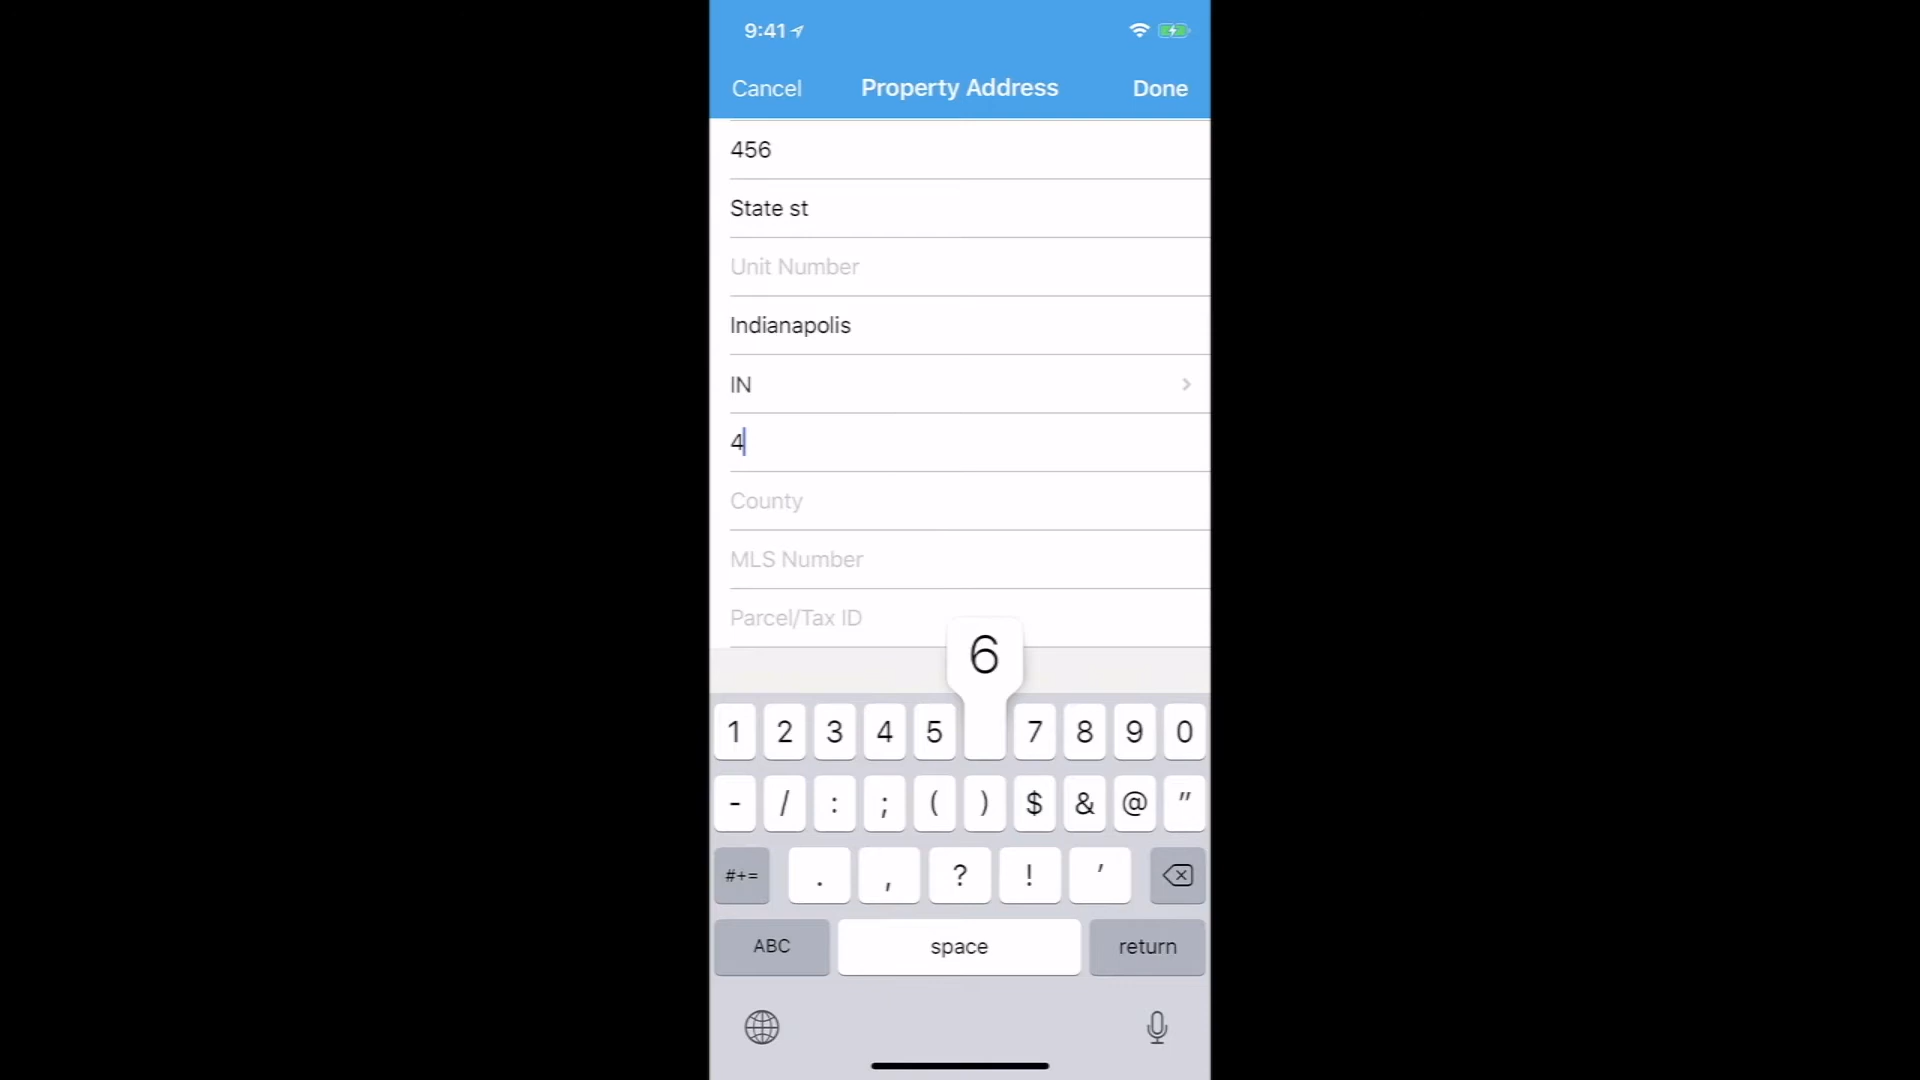 9:41
Cancel Property Address Done
456
State st
Unit Number
Indianapolis
IN
4
County
MLS Number
Parcel/Tax ID
6
1 2 3 4 5 7 8 9 0
- / : ; ( ) $ & @ "
#+= . , ? ! '
ABC space return